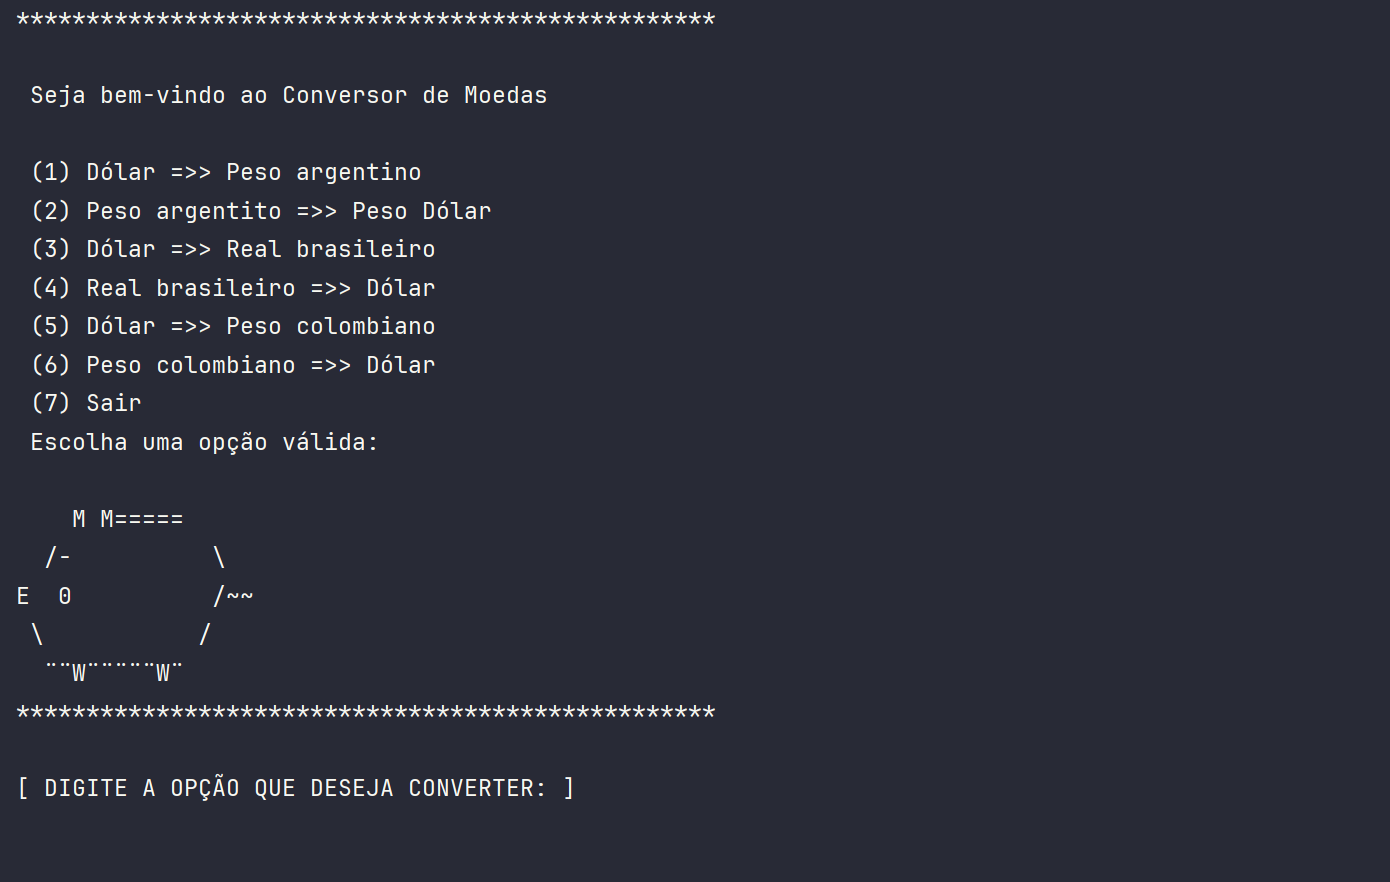 **************************************************
Seja bem-vindo ao Conversor de Moedas
(1) Dólar =>> Peso argentino
(2) Peso argentito =>> Peso Dólar
(3) Dólar =>> Real brasileiro
(4) Real brasileiro =>> Dólar
(5) Dólar =>> Peso colombiano
(6) Peso colombiano =>> Dólar
(7) Sair
Escolha uma opção válida:
    M M=====
  /-          \
E  0          /~~
 \           /
  ¨¨W¨¨¨¨¨W¨
**************************************************
[ DIGITE A OPÇÃO QUE DESEJA CONVERTER: ]